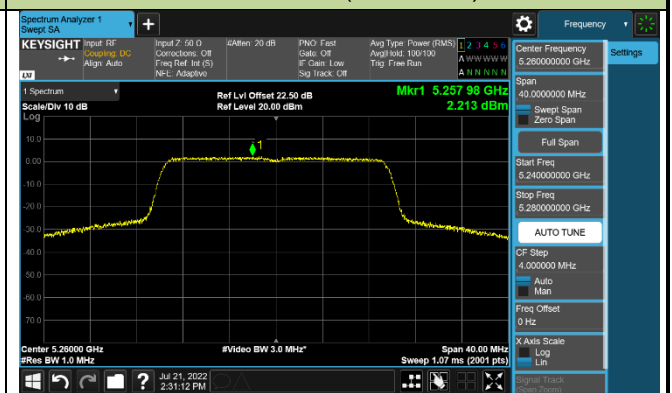 Spectrum Analyzer 1
Swept SA
+
Frequency
KEYSIGHT
Input: RF
Coupling: DC
Align: Auto
Input Z: 50 Ω
Corrections: Off
Freq Ref: Int (S)
NFE: Adaptive
#Atten: 20 dB
PNO: Fast
Gate: Off
IF Gain: Low
Sig Track: Off
Avg Type: Power (RMS)
Avg|Hold: 100/100
Trig: Free Run
1 2 3 4 5 6
A W W W W W
A N N N N N
LXI
1 Spectrum
Scale/Div 10 dB
Log
Ref Lvl Offset 22.50 dB
Ref Level 20.00 dBm
Mkr1 5.257 98 GHz
2.213 dBm
10.0
0.00
-10.0
-20.0
-30.0
-40.0
-50.0
-60.0
-70.0
1
Center 5.26000 GHz
#Res BW 1.0 MHz
#Video BW 3.0 MHz*
Span 40.00 MHz
Sweep 1.07 ms (2001 pts)
Jul 21, 2022
2:31:12 PM
?
Center Frequency
5.260000000 GHz
Settings
Span
40.0000000 MHz
Swept Span
Zero Span
Full Span
Start Freq
5.240000000 GHz
Stop Freq
5.280000000 GHz
AUTO TUNE
CF Step
4.000000 MHz
Auto
Man
Freq Offset
0 Hz
X Axis Scale
Log
Lin
Signal Track
(Span Zoom)